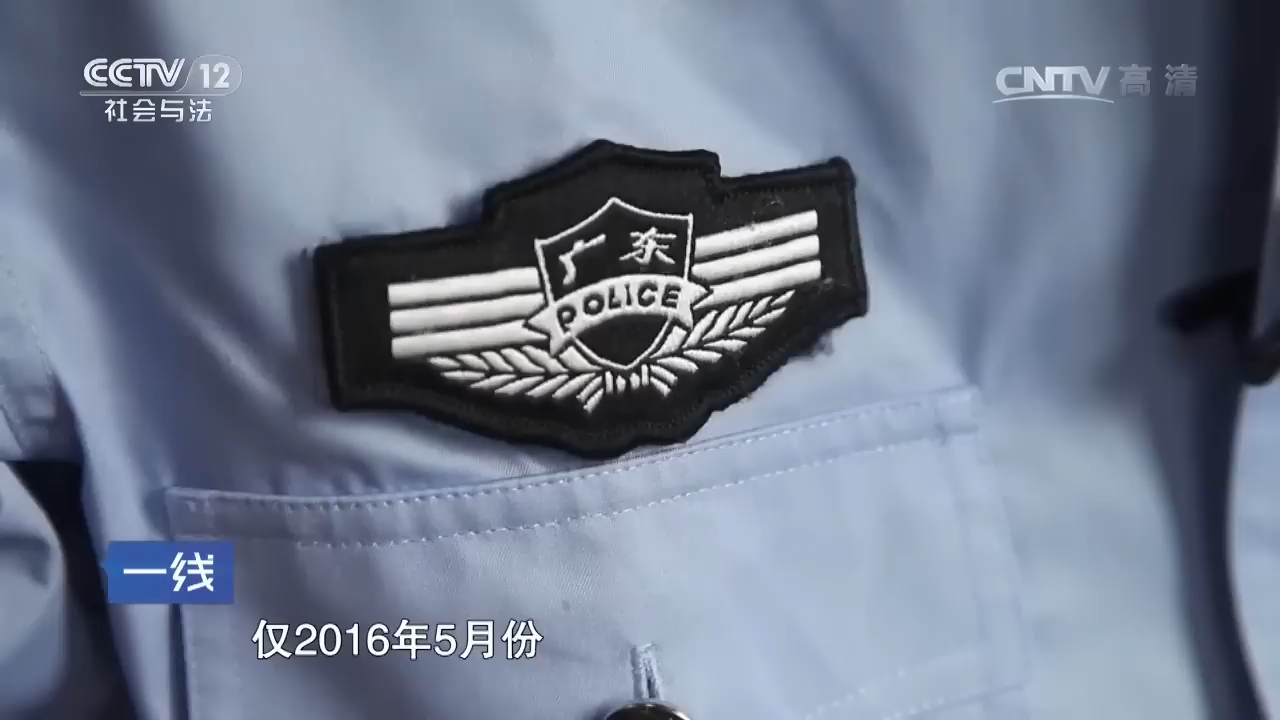 CCTV 12
社会与法
CNTV 高清
广东
POLICE
一线
仅2016年5月份